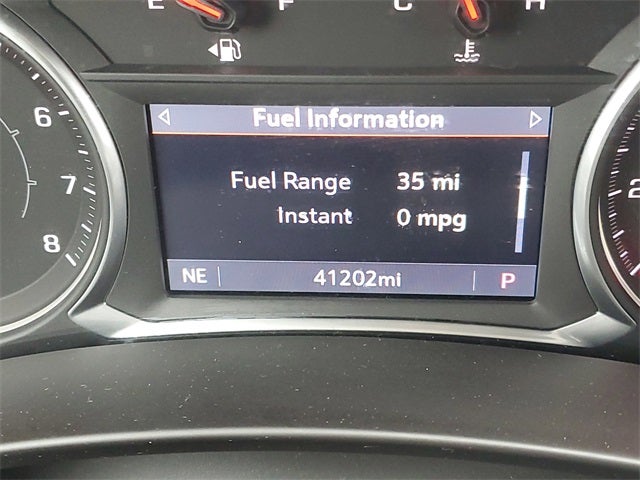 E F C H
Fuel Information
6
Fuel Range 35 mi
7
Instant 0 mpg
8
NE 41202mi P